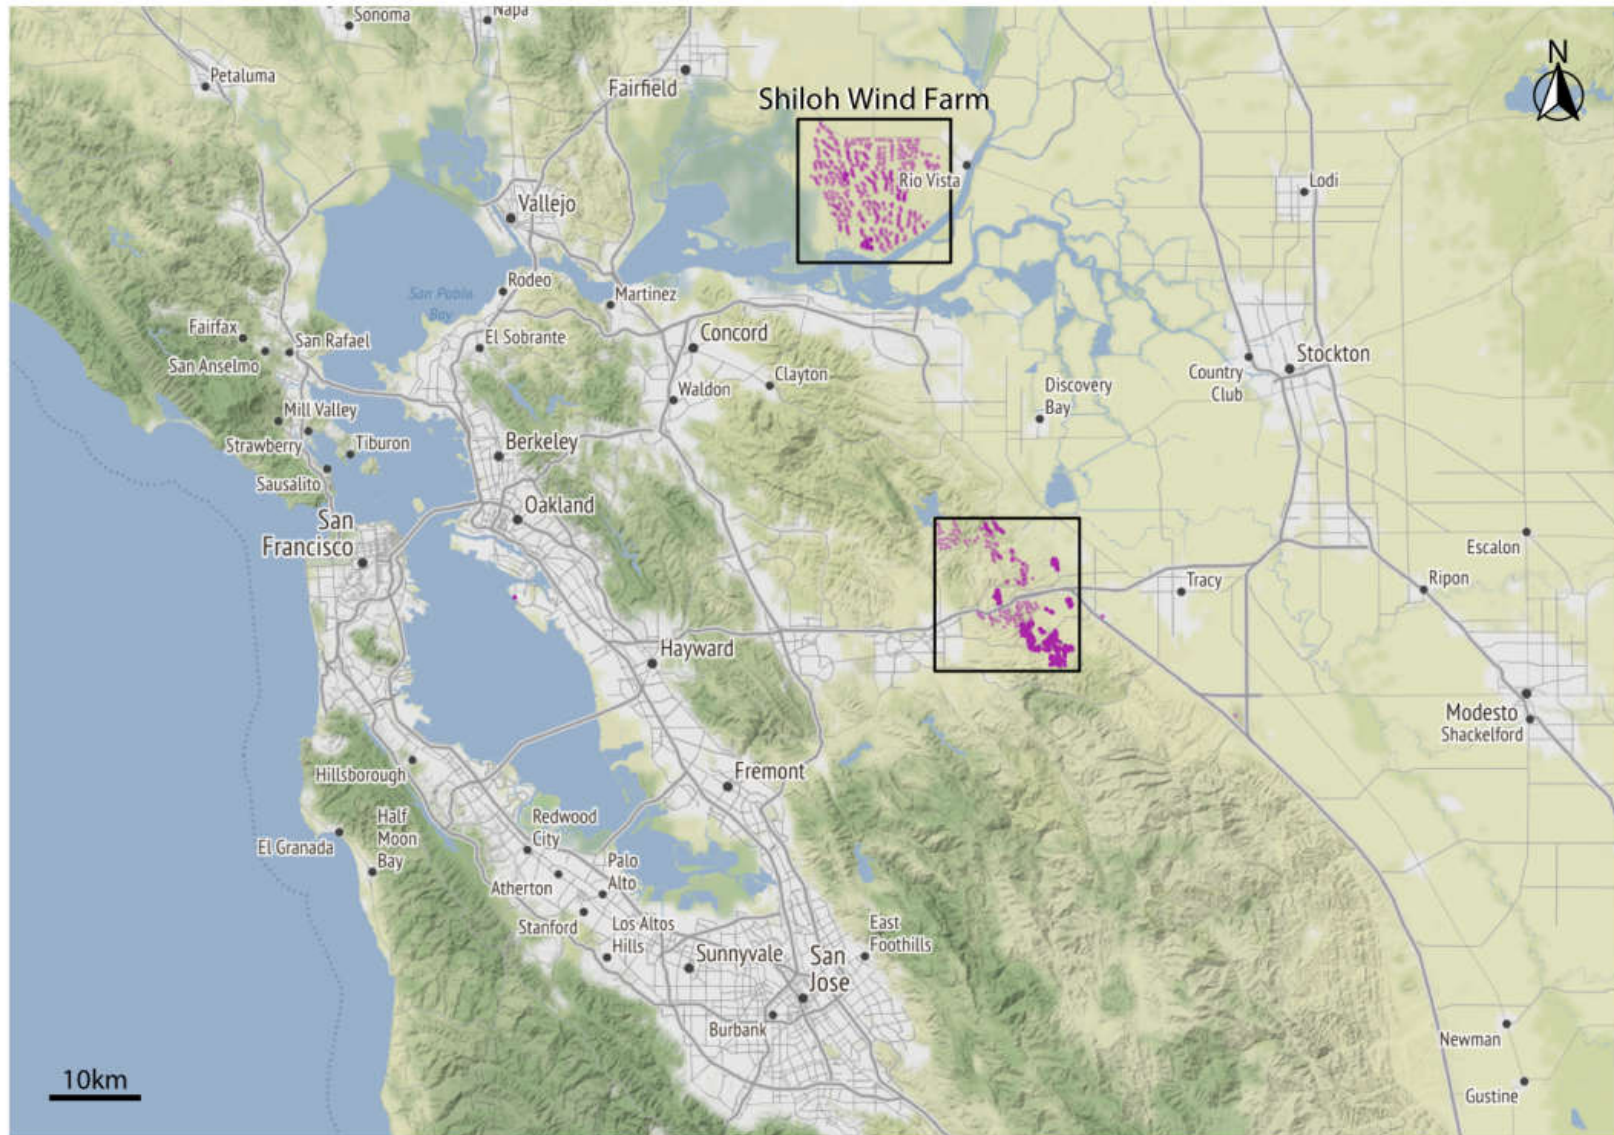 Sonoma
Napa
N
Petaluma
Fairfield
Shiloh Wind Farm
Rio Vista
Lodi
Vallejo
San Pablo
Bay
Rodeo
Martinez
Fairfax
San Rafael
El Sobrante
Concord
San Anselmo
Clayton
Waldon
Country
Club
Stockton
Discovery
Bay
Mill Valley
Strawberry
Tiburon
Berkeley
Sausalito
Oakland
San
Francisco
Escalon
Tracy
Ripon
Hayward
Modesto
Shackelford
Hillsborough
Fremont
Half
Moon
Bay
El Granada
Redwood
City
Palo
Alto
Atherton
Stanford
Los Altos
Hills
East
Foothills
Sunnyvale
San
Jose
Burbank
Newman
Gustine
10km